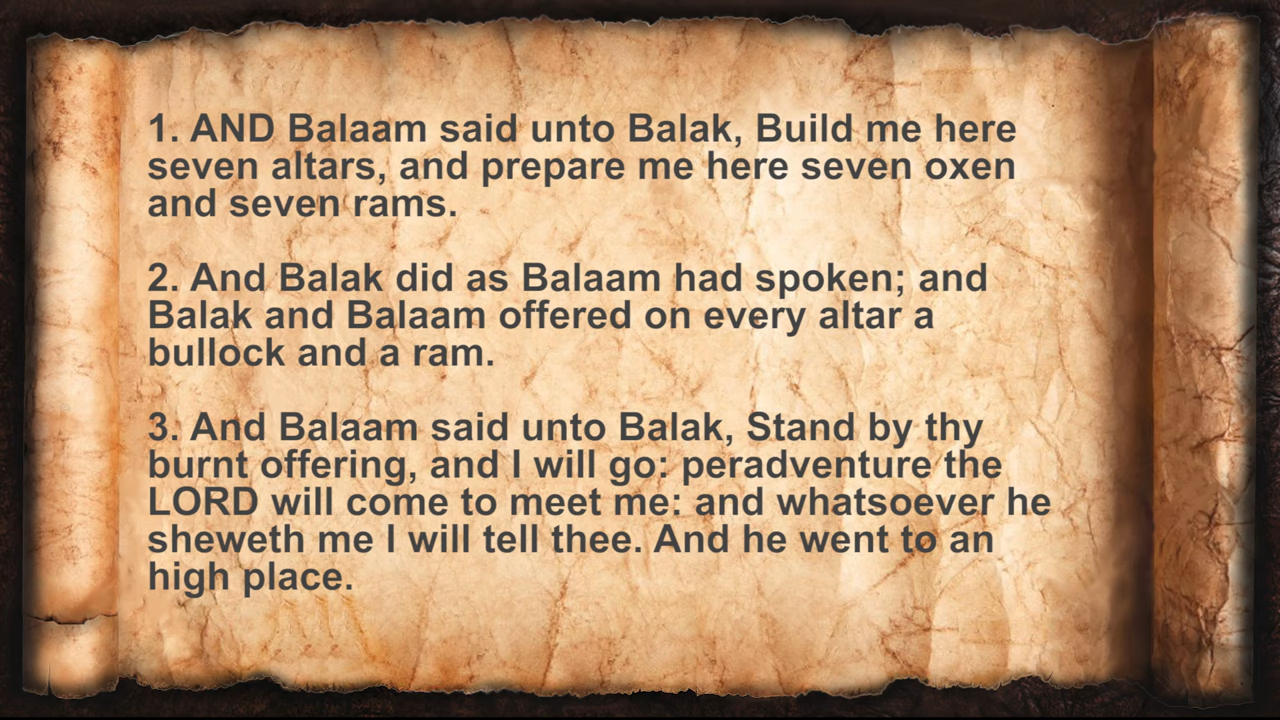 1. AND Balaam said unto Balak, Build me here
seven altars, and prepare me here seven oxen
and seven rams.
2. And Balak did as Balaam had spoken; and
Balak and Balaam offered on every altar a
bullock and a ram.
3. And Balaam said unto Balak, Stand by thy
burnt offering, and I will go: peradventure the
LORD will come to meet me: and whatsoever he
sheweth me I will tell thee. And he went to an
high place.